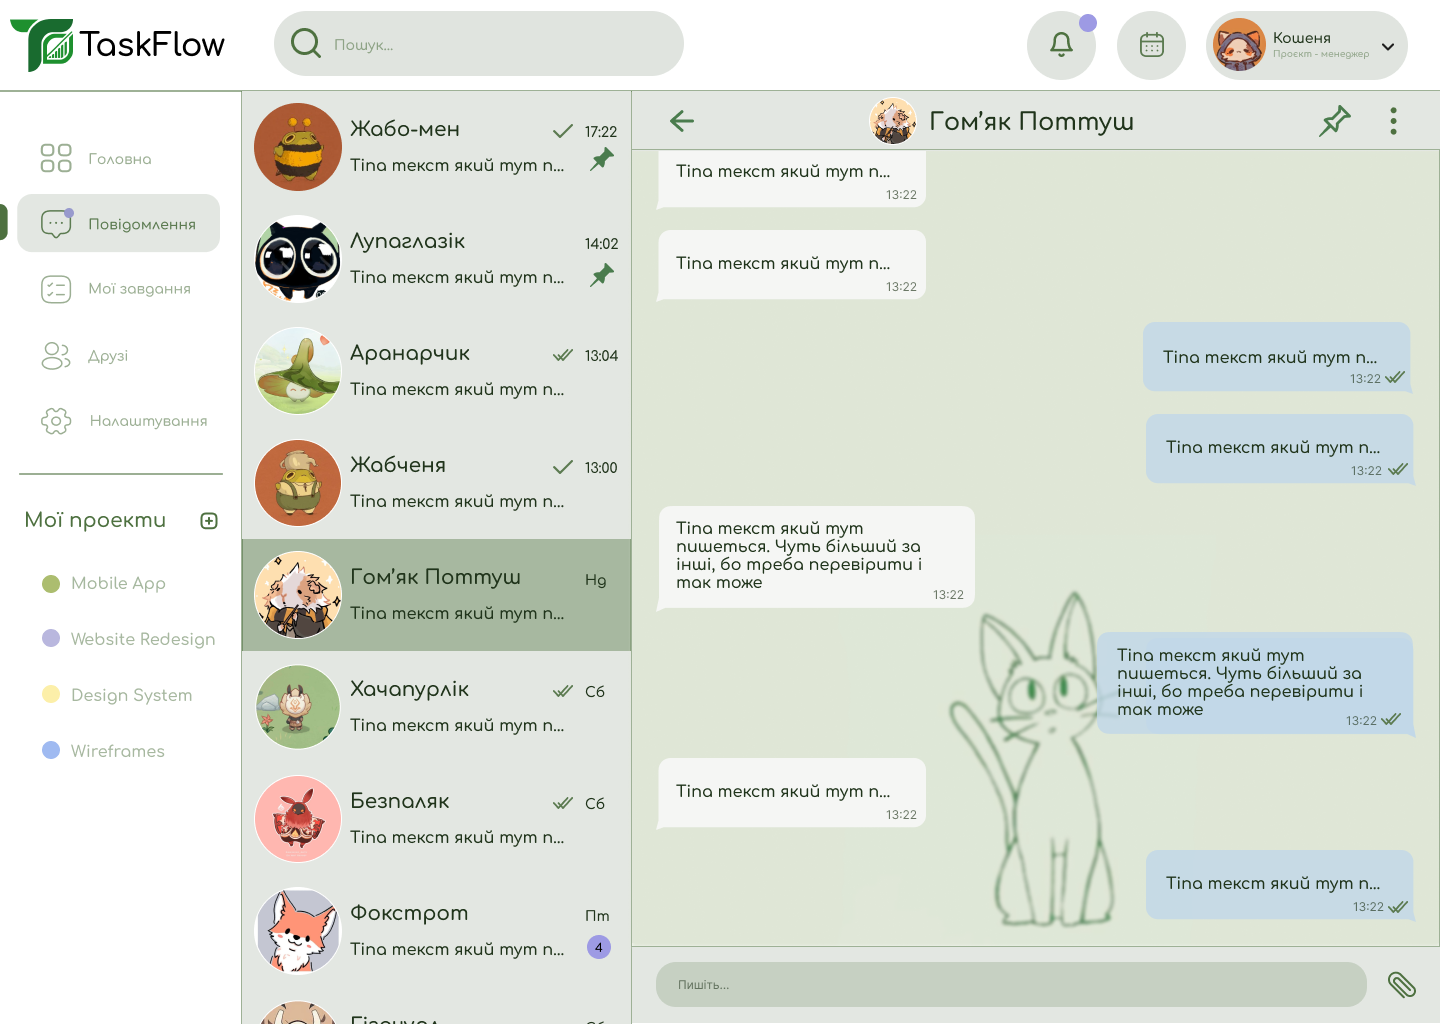 TaskFlow
Пошук...
Кошеня
Проєкт - менеджер
Головна
Повідомлення
Мої завдання
Друзі
Налаштування
Мої проекти
Mobile App
Website Redesign
Design System
Wireframes
Жабо-мен
17:22
Тіпа текст який тут п...
Лупаглазік
14:02
Тіпа текст який тут п...
Аранарчик
13:04
Тіпа текст який тут п...
Жабченя
13:00
Тіпа текст який тут п...
Гом’як Поттуш
Нд
Тіпа текст який тут п...
Хачапурлік
Сб
Тіпа текст який тут п...
Безпаляк
Сб
Тіпа текст який тут п...
Фокстрот
Пт
Тіпа текст який тут п...
4
Гом’як Поттуш
Тіпа текст який тут п...
13:22
Тіпа текст який тут п...
13:22
Тіпа текст який тут п...
13:22
Тіпа текст який тут п...
13:22
Тіпа текст який тут
пишеться. Чуть більший за
інші, бо треба перевірити і
так тоже
13:22
Тіпа текст який тут
пишеться. Чуть більший за
інші, бо треба перевірити і
так тоже
13:22
Тіпа текст який тут п...
13:22
Тіпа текст який тут п...
13:22
Пишіть...